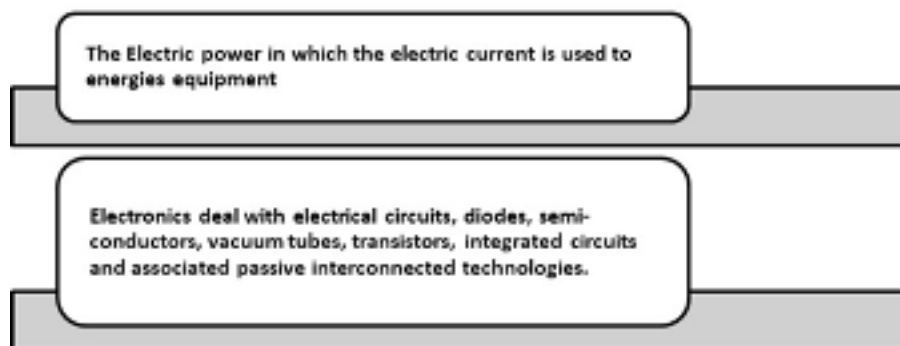 The Electric power in which the electric current is used to
energies equipment
Electronics deal with electrical circuits, diodes, semi-
conductors, vacuum tubes, transistors, integrated circuits
and associated passive interconnected technologies.